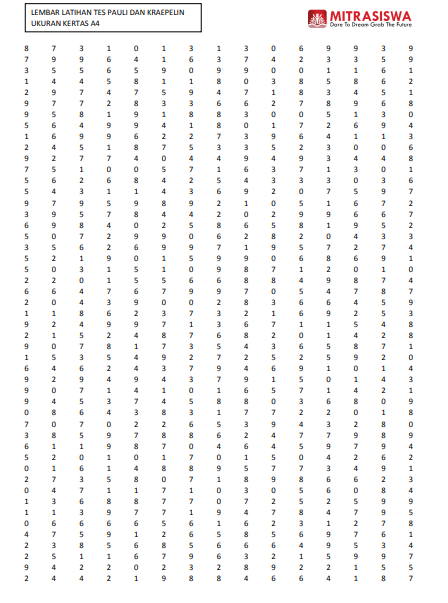 LEMBAR LATIHAN TES PAULI DAN KRAEPELIN
UKURAN KERTAS A4
MITRASISWA
Dare To Dream Grab The Future
8 7 3 1 0 1 3 1 3 0 6 9 9 3 9
7 9 9 6 4 1 6 3 7 4 2 3 3 5 9
3 5 5 6 5 9 0 9 9 0 0 1 1 6 1
1 4 4 5 8 1 1 8 0 3 8 5 8 6 2
2 9 7 4 7 5 9 4 7 1 8 3 4 5 1
9 7 7 2 8 3 3 6 6 2 7 8 9 6 8
9 5 8 1 9 1 8 8 3 0 0 5 1 3 0
5 6 4 9 9 4 1 8 0 1 7 2 6 9 4
1 6 9 9 6 2 2 7 3 9 6 4 1 1 3
2 4 5 1 8 7 5 3 3 5 2 3 0 0 6
9 2 7 7 4 0 4 4 9 4 9 3 4 4 8
7 5 1 0 0 5 7 1 6 3 7 1 3 0 1
5 6 2 6 8 4 2 5 4 3 3 3 0 3 6
5 4 3 1 1 4 3 6 9 2 0 7 5 9 7
9 7 9 5 9 8 9 2 1 0 5 1 6 7 2
3 9 5 7 8 4 4 2 0 2 9 9 6 6 7
6 9 8 4 0 2 5 8 6 5 8 1 9 5 2
5 0 7 2 9 9 0 6 2 8 2 0 4 3 3
3 5 6 2 6 9 9 7 1 9 5 7 2 7 4
5 2 1 9 0 1 5 9 9 0 6 8 9 6 1
2 0 3 1 5 1 0 9 0 8 7 1 2 0 1
2 2 0 1 5 5 6 6 8 8 4 9 8 7 4
6 6 4 7 6 7 9 9 7 0 5 4 7 8 7
2 0 4 3 9 0 0 2 8 3 6 6 4 5 9
1 1 8 6 2 3 7 3 2 1 6 9 2 5 3
9 2 4 9 9 7 1 3 6 7 1 1 5 4 8
2 1 5 2 4 8 7 6 8 2 0 1 4 2 8
9 0 7 8 1 7 3 5 4 3 6 5 8 7 1
1 5 3 5 4 9 2 7 2 5 2 5 9 2 0
6 4 6 2 4 3 7 9 4 6 9 1 0 1 4
9 2 9 4 9 4 3 7 9 1 5 0 1 4 3
9 0 7 1 4 1 0 1 6 5 7 1 4 2 1
9 4 5 3 7 4 5 8 8 0 3 6 8 0 9
0 8 6 4 3 8 3 1 7 7 2 2 0 1 8
7 0 7 0 2 2 6 5 3 9 4 3 2 8 0
3 8 5 9 7 8 8 6 2 4 7 7 9 9 8
6 1 1 9 8 7 0 4 6 4 5 9 7 9 4
5 2 0 1 0 1 7 0 1 5 0 4 2 6 2
0 1 6 1 4 8 8 9 5 7 7 3 4 9 1
2 7 3 5 8 0 7 1 8 9 8 6 6 2 3
0 4 7 1 1 7 1 0 3 0 5 6 0 8 4
1 3 6 8 8 7 7 0 7 7 2 5 2 5 9 9
1 1 3 9 7 7 1 9 4 7 8 4 7 9 5
0 6 6 6 6 5 6 1 6 2 3 1 2 7 8
4 7 5 9 1 2 6 5 8 5 6 9 7 6 1
2 3 8 5 6 8 5 6 6 6 4 9 5 3 4
2 5 1 1 6 7 9 6 3 2 1 5 9 9 7
9 4 2 2 0 2 3 2 8 9 2 2 1 5 5
2 4 4 2 1 9 8 8 4 6 6 4 1 8 7